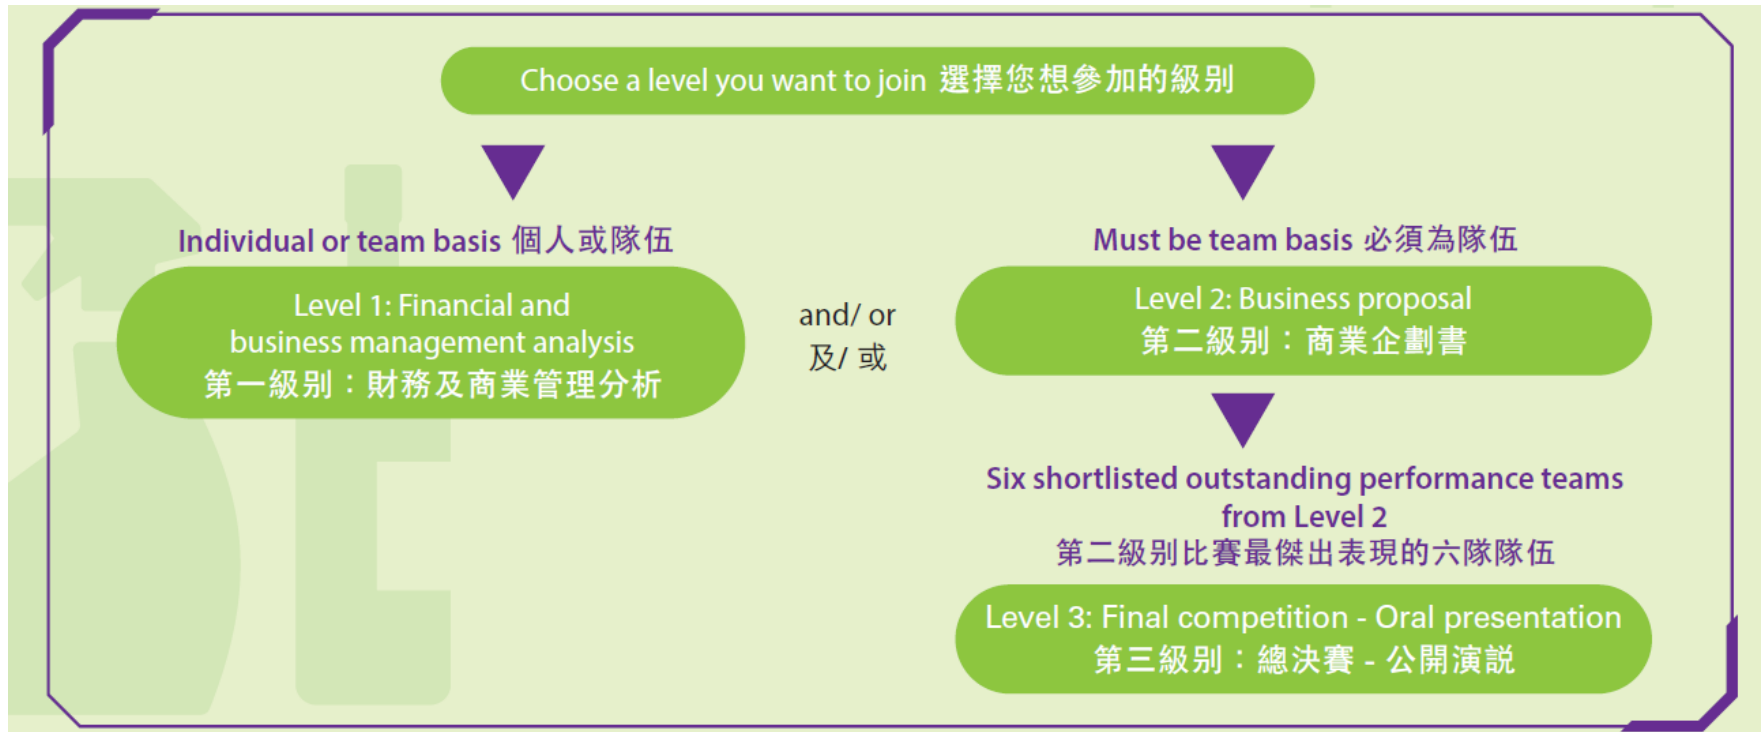 Choose a level you want to join 選擇您想參加的級別
Individual or team basis 個人或隊伍
Level 1: Financial and
business management analysis
第一級別：財務及商業管理分析
and/ or
及/ 或
Must be team basis 必須為隊伍
Level 2: Business proposal
第二級別：商業企劃書
Six shortlisted outstanding performance teams
from Level 2
第二級別比賽最傑出表現的六隊隊伍
Level 3: Final competition - Oral presentation
第三級別：總決賽 - 公開演説